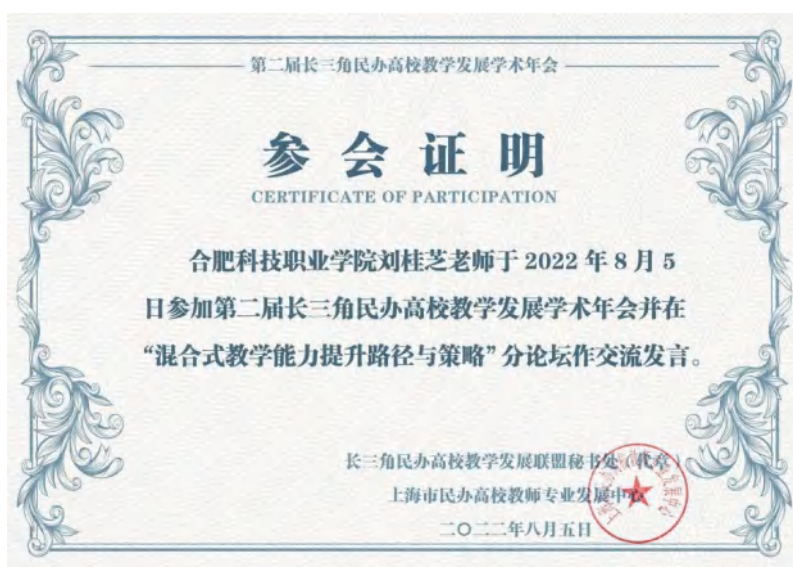 第二届长三角民办高校教学发展学术年会
参会证明
CERTIFICATE OF PARTICIPATION
合肥科技职业学院刘桂芝老师于 2022 年 8 月 5
日参加第二届长三角民办高校教学发展学术年会并在
“混合式教学能力提升路径与策略”分论坛作交流发言。
长三角民办高校教学发展联盟秘书处（代章）
上海市民办高校教师专业发展中心
二〇二二年八月五日